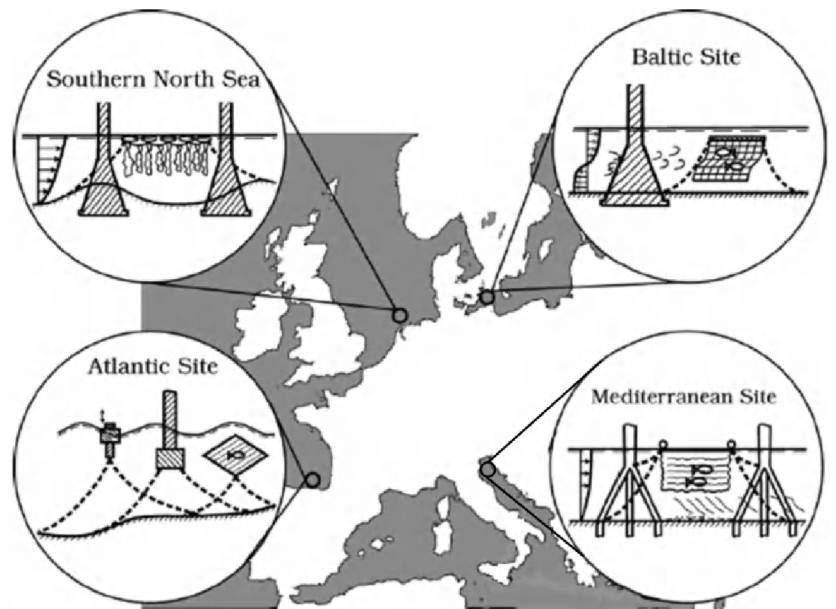 Southern North Sea
Baltic Site
Atlantic Site
Mediterranean Site